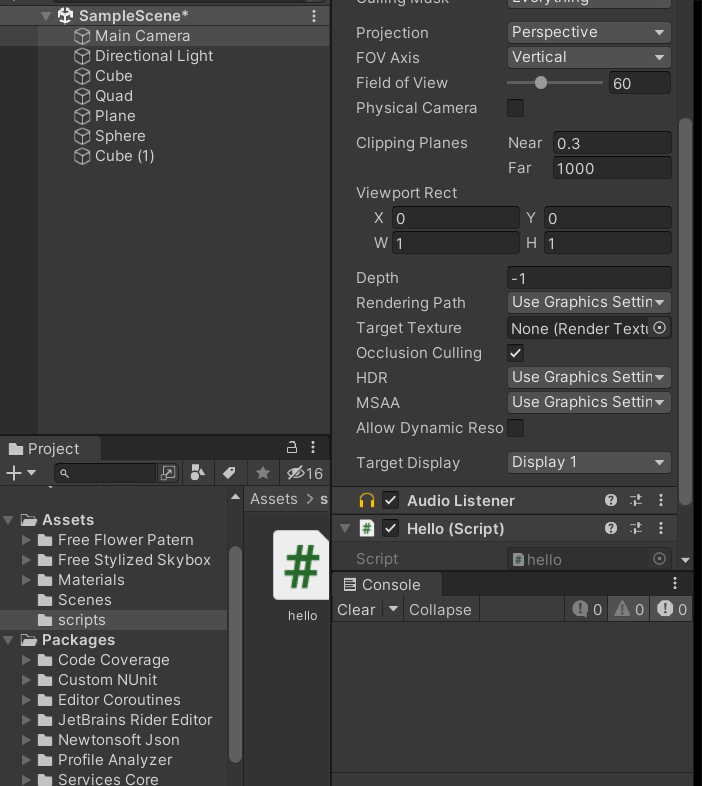 SampleScene*
Main Camera
Directional Light
Cube
Quad
Plane
Sphere
Cube (1)
Culling Mask Everything
Projection Perspective
FOV Axis Vertical
Field of View 60
Physical Camera
Clipping Planes Near 0.3
Far 1000
Viewport Rect
X 0 Y 0
W 1 H 1
Depth -1
Rendering Path Use Graphics Settin
Target Texture None (Render Textu
Occlusion Culling
HDR Use Graphics Settin
MSAA Use Graphics Settin
Allow Dynamic Reso
Target Display Display 1
Audio Listener
# Hello (Script)
Script #hello
Project
16
Assets > s
Assets
Free Flower Patern
Free Stylized Skybox
Materials
Scenes
scripts
Packages
Code Coverage
Custom NUnit
Editor Coroutines
JetBrains Rider Editor
Newtonsoft Json
Profile Analyzer
Services Core
#
hello
Console
Clear Collapse 0 0 0